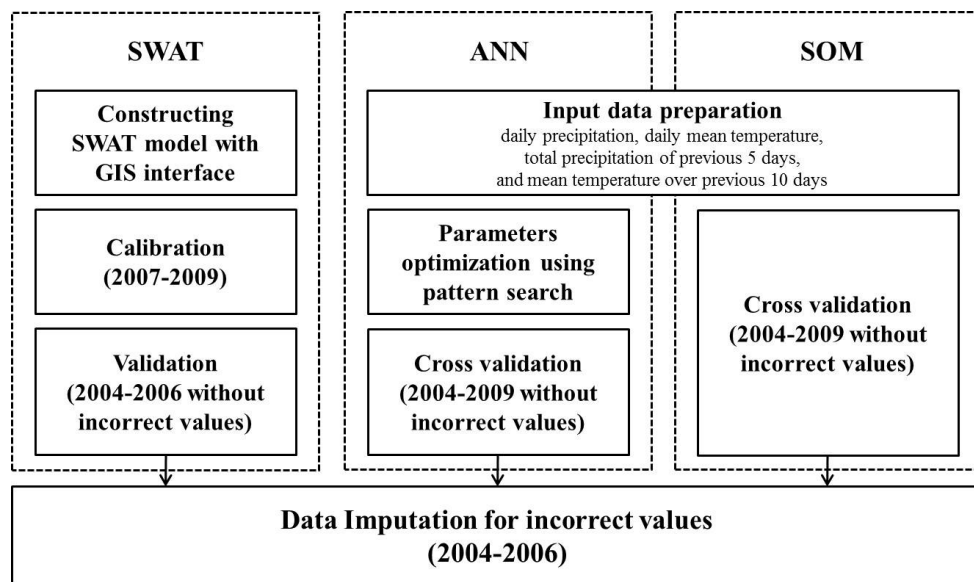 SWAT
Constructing
SWAT model with
GIS interface
Calibration
(2007-2009)
Validation
(2004-2006 without
incorrect values)
ANN
SOM
Input data preparation
daily precipitation, daily mean temperature,
total precipitation of previous 5 days,
and mean temperature over previous 10 days
Parameters
optimization using
pattern search
Cross validation
(2004-2009 without
incorrect values)
Cross validation
(2004-2009 without
incorrect values)
Data Imputation for incorrect values
(2004-2006)